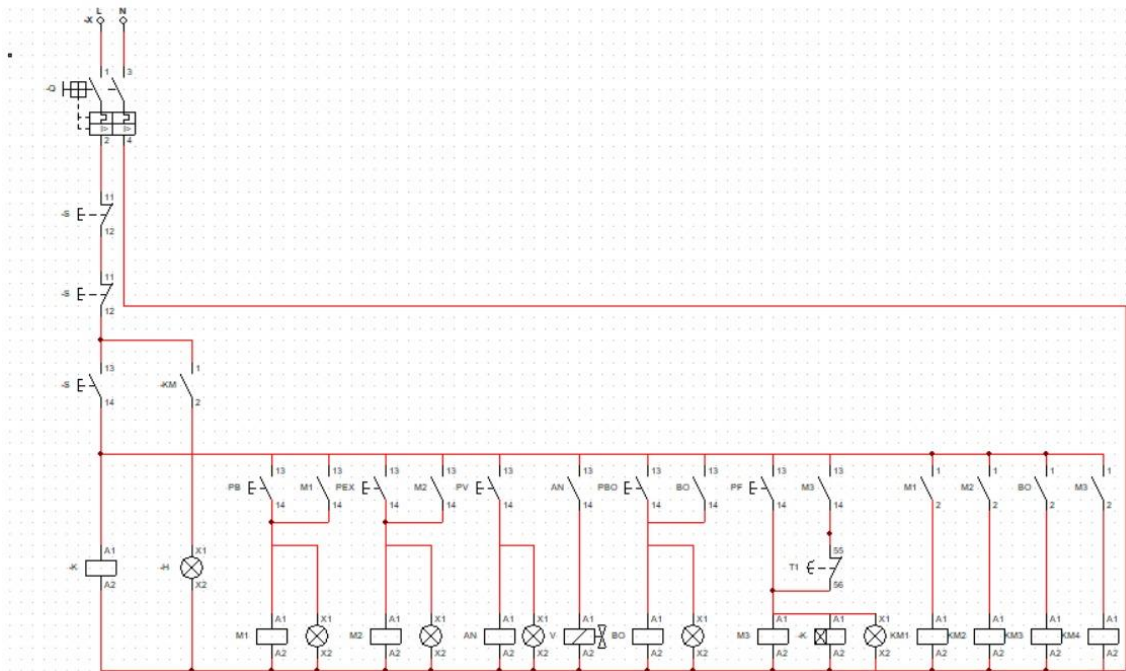 L N
-X
1 3
-Q
I> I>
2 4
11
-S
12
11
-S
12
13 1
-S -KM
14 2
13 13 13 13 13 13 13 13 13 13 1 1 1 1
PB M1 PEX M2 PV AN PBO BO PF M3 M1 M2 BO M3
14 14 14 14 14 14 14 14 14 14 2 2 2 2
A1 X1 55
-K -H T1
A2 X2 56
A1 X1 A1 X1 A1 X1 A1 A1 X1 A1 A1 X1 A1 A1 A1 A1
M1 M2 AN V BO M3 -K KM1 KM2 KM3 KM4
A2 X2 A2 X2 A2 X2 A2 A2 X2 A2 A2 X2 A2 A2 A2 A2